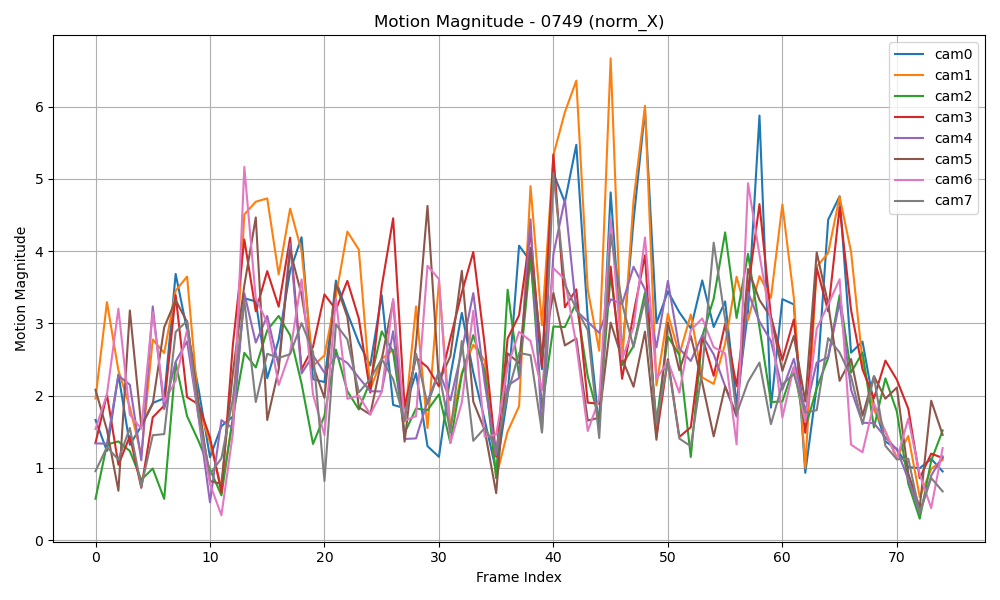 Motion Magnitude - 0749 (norm_X)
Motion Magnitude
6
5
4
3
2
1
0
0 10 20 30 40 50 60 70
Frame Index
cam0
cam1
cam2
cam3
cam4
cam5
cam6
cam7